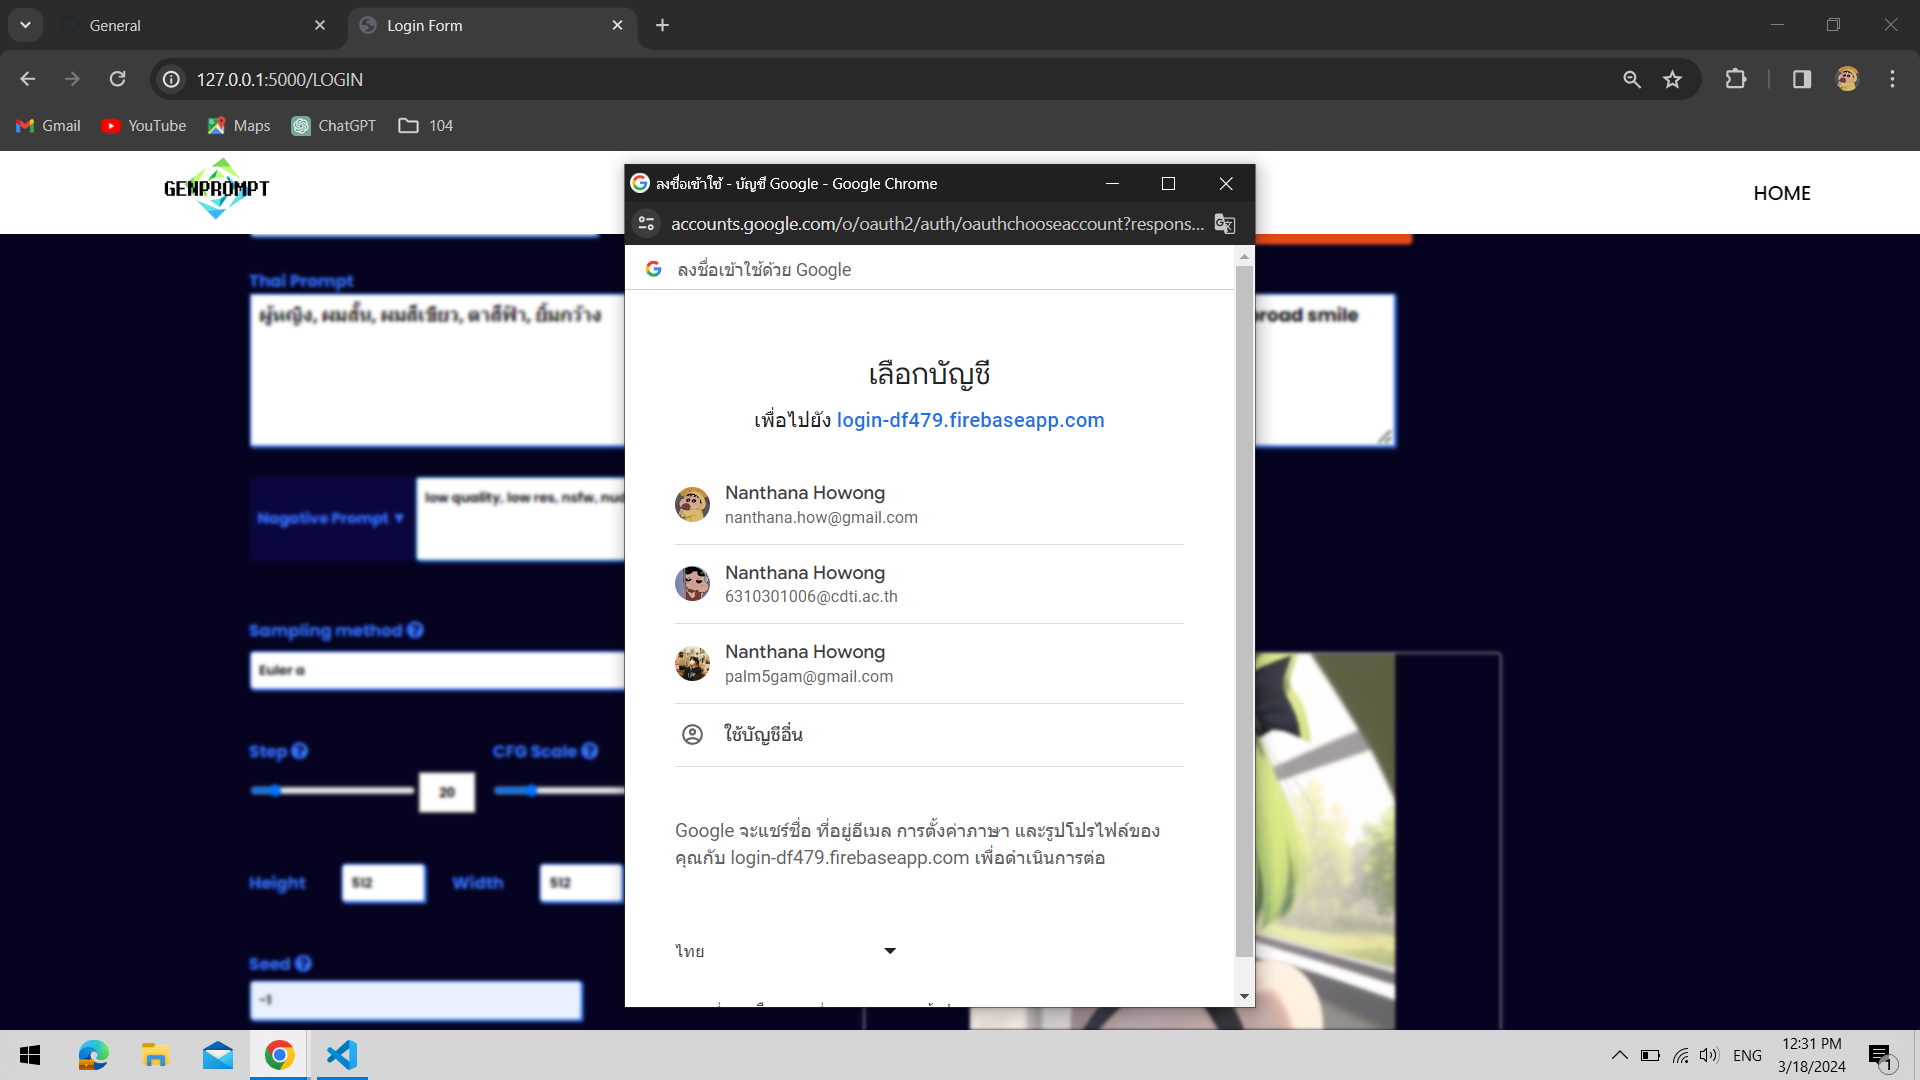 General
Login Form
127.0.0.1:5000/LOGIN
Gmail
YouTube
Maps
ChatGPT
104
GENPROMPT
HOME
ลงชื่อเข้าใช้ - บัญชี Google - Google Chrome
accounts.google.com/o/oauth2/auth/oauthchooseaccount?respons...
ลงชื่อเข้าใช้ด้วย Google
Thai Prompt
ผู้หญิง, ผมสั้น, ผมสีเขียว, ตาสีฟ้า, ยิ้มกว้าง
broad smile
เลือกบัญชี
เพื่อไปยัง login-df479.firebaseapp.com
Nagative Prompt ▼
low quality, low res, nsfw, nud
Nanthana Howong
nanthana.how@gmail.com
Nanthana Howong
6310301006@cdti.ac.th
Nanthana Howong
palm5gam@gmail.com
ใช้บัญชีอื่น
Sampling method
Euler a
Step
CFG Scale
20
Google จะแชร์ชื่อ ที่อยู่อีเมล การตั้งค่าภาษา และรูปโปรไฟล์ของ
คุณกับ login-df479.firebaseapp.com เพื่อดำเนินการต่อ
Height
512
Width
512
ไทย
Seed
-1
ENG
12:31 PM
3/18/2024
1